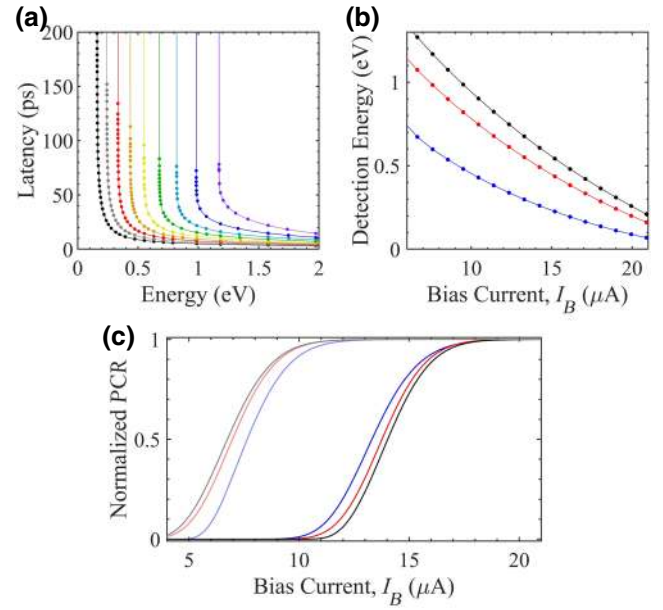 (a)
200
150
100
50
0
Latency (ps)
0 0.5 1 1.5 2
Energy (eV)
(b)
1
0.5
0
Detection Energy (eV)
10 15 20
Bias Current, I_B (μA)
(c)
1
0.5
0
Normalized PCR
5 10 15 20
Bias Current, I_B (μA)